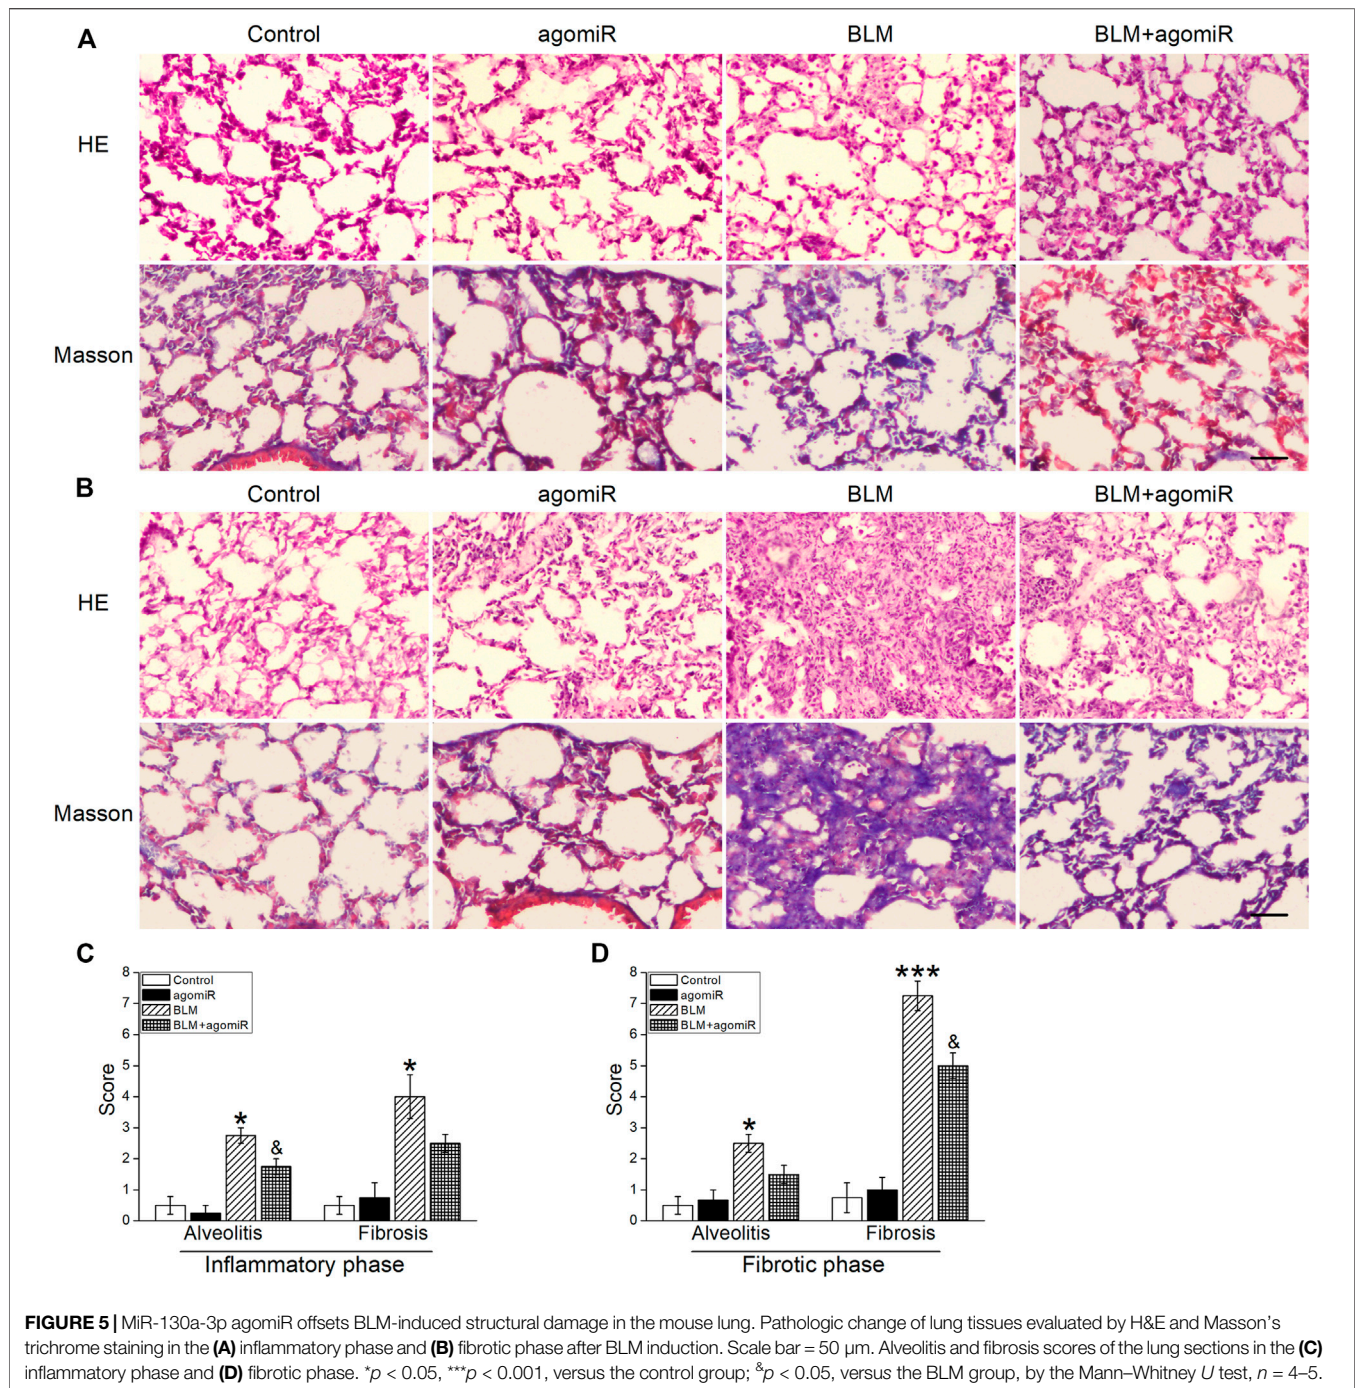 A
Control agomiR BLM BLM+agomiR
HE
Masson
B
Control agomiR BLM BLM+agomiR
HE
Masson
C
D
8
7
6
5
4
3
2
1
0
Score
Control
agomiR
BLM
BLM+agomiR
*
&
*
Alveolitis Fibrosis
Inflammatory phase
8
7
6
5
4
3
2
1
0
Score
Control
agomiR
BLM
BLM+agomiR
*
***
&
Alveolitis Fibrosis
Fibrotic phase
FIGURE 5 | MiR-130a-3p agomiR offsets BLM-induced structural damage in the mouse lung. Pathologic change of lung tissues evaluated by H&E and Masson's
trichrome staining in the (A) inflammatory phase and (B) fibrotic phase after BLM induction. Scale bar = 50 µm. Alveolitis and fibrosis scores of the lung sections in the (C)
inflammatory phase and (D) fibrotic phase. *p < 0.05, ***p < 0.001, versus the control group; &p < 0.05, versus the BLM group, by the Mann–Whitney U test, n = 4–5.